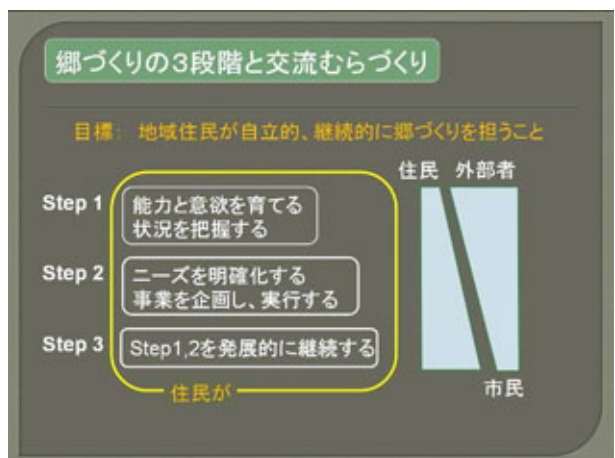 郷づくりの３段階と交流むらづくり
目標： 地域住民が自立的、継続的に郷づくりを担うこと
住民 外部者
Step 1
能力と意欲を育てる
状況を把握する
Step 2
ニーズを明確化する
事業を企画し、実行する
Step 3
Step1,2を発展的に継続する
住民が
市民